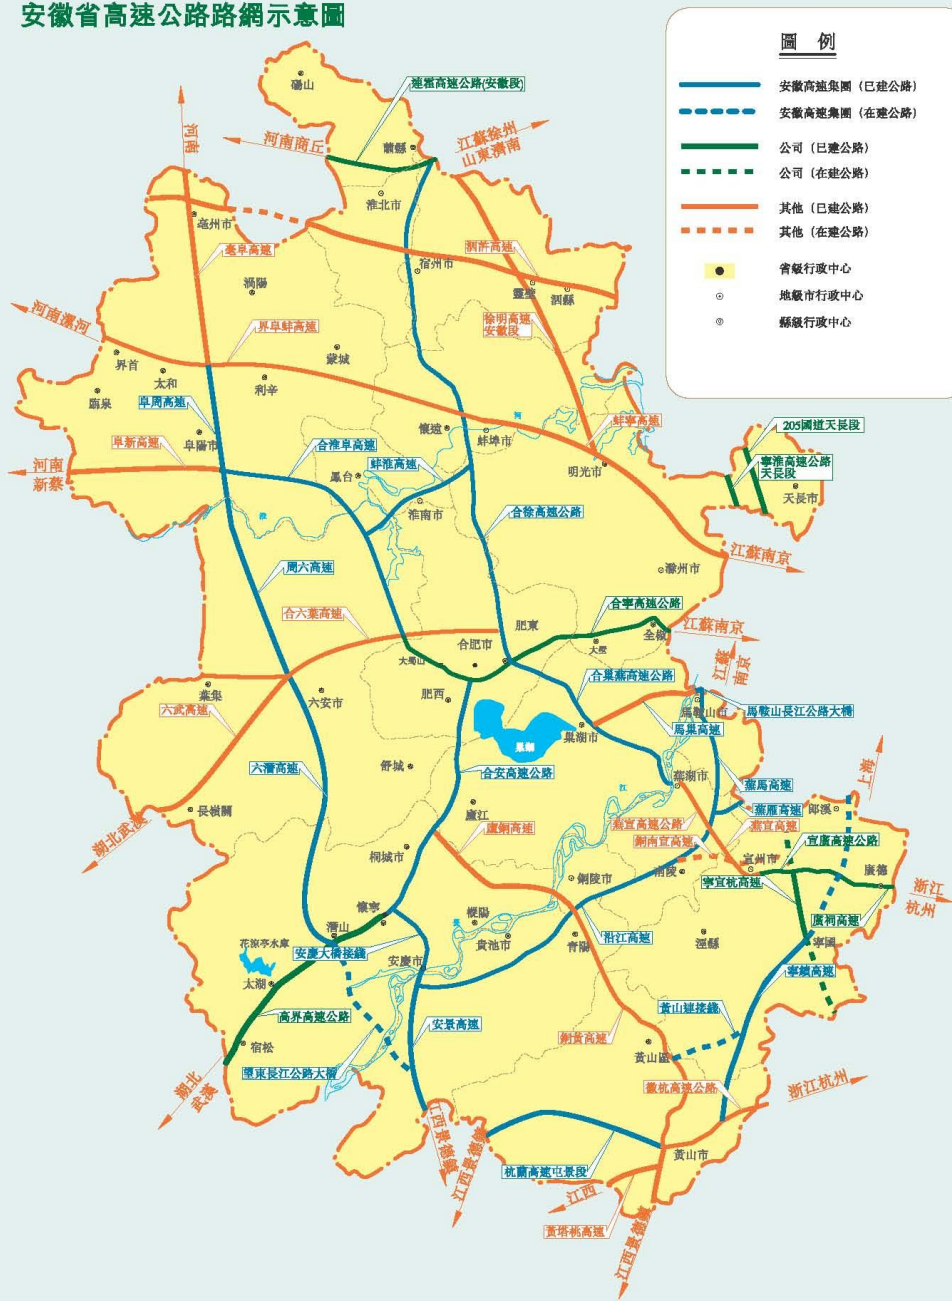 安徽省高速公路路網示意圖
圖 例
安徽高速集團（已建公路）
安徽高速集團（在建公路）
公司（已建公路）
公司（在建公路）
其他（已建公路）
其他（在建公路）
省級行政中心
地級市行政中心
縣級行政中心
碭山
連霍高速公路(安徽段)
河南
河南商丘
蕭縣
江蘇徐州
山東濟南
淮北市
亳州市
亳阜高速
渦陽
宿州市
泗許高速
靈璧
泗縣
河南漯河
界阜蚌高速
徐明高速
安徽段
蒙城
界首
太和
利辛
臨泉
阜周高速
懷遠
蚌埠市
河
蚌寧高速
205國道天長段
阜新高速
阜陽市
合淮阜高速
蚌淮高速
寧淮高速公路
天長段
河南
新蔡
鳳台
明光市
天長市
淮南市
淮
合徐高速公路
江蘇南京
周六高速
滁州市
合六葉高速
合寧高速公路
肥東
全椒
江蘇南京
合肥市
大蜀山
大墅
江蘇
南京
葉集
六安市
肥西
合巢蕪高速公路
六武高速
馬鞍山市
馬鞍山長江公路大橋
巢湖
巢湖市
馬巢高速
六潛高速
舒城
合安高速公路
蕪湖市
蕪馬高速
上海
江
長嶺關
廬江
蕪雁高速
郎溪
湖北武漢
廬銅高速
蕪宣高速公路
蕪宣高速
銅南宣高速
宣廣高速公路
桐城市
宣州市
銅陵市
南陵
寧宣杭高速
廣德
浙江
杭州
懷寧
樅陽
廣祠高速
潛山
長
貴池市
沿江高速
花涼亭水庫
安慶大橋接綫
安慶市
青陽
涇縣
寧國
寧績高速
太湖
高界高速公路
安景高速
黃山連接綫
宿松
銅黃高速
黃山區
望東長江公路大橋
湖北
武漢
徽杭高速公路
浙江杭州
江西景德鎮
江西景德鎮
杭蘭高速屯景段
黃山市
江西
黃塔桃高速
江西景德鎮